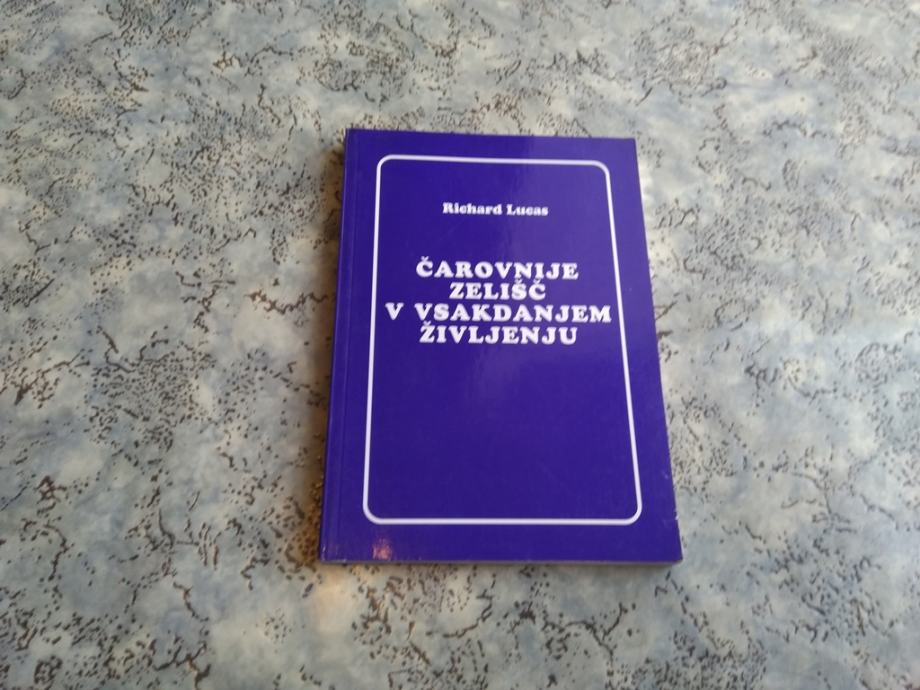 Richard Lucas
ČAROVNIJE
ZELIŠČ
V VSAKDANJEM
ŽIVLJENJU